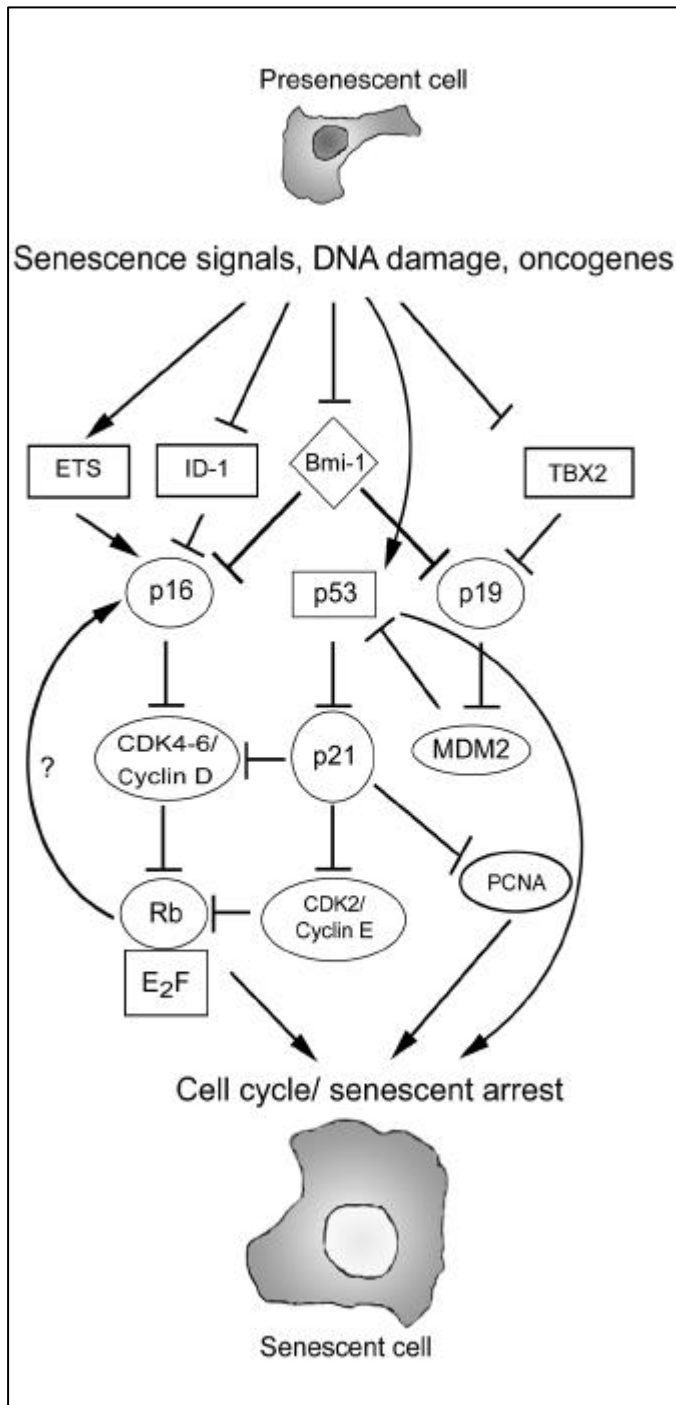 Presenescent cell
Senescence signals, DNA damage, oncogenes
ETS
ID-1
Bmi-1
TBX2
p16
p53
p19
CDK4-6/
Cyclin D
p21
MDM2
?
PCNA
Rb
CDK2/
Cyclin E
E2F
Cell cycle/ senescent arrest
Senescent cell